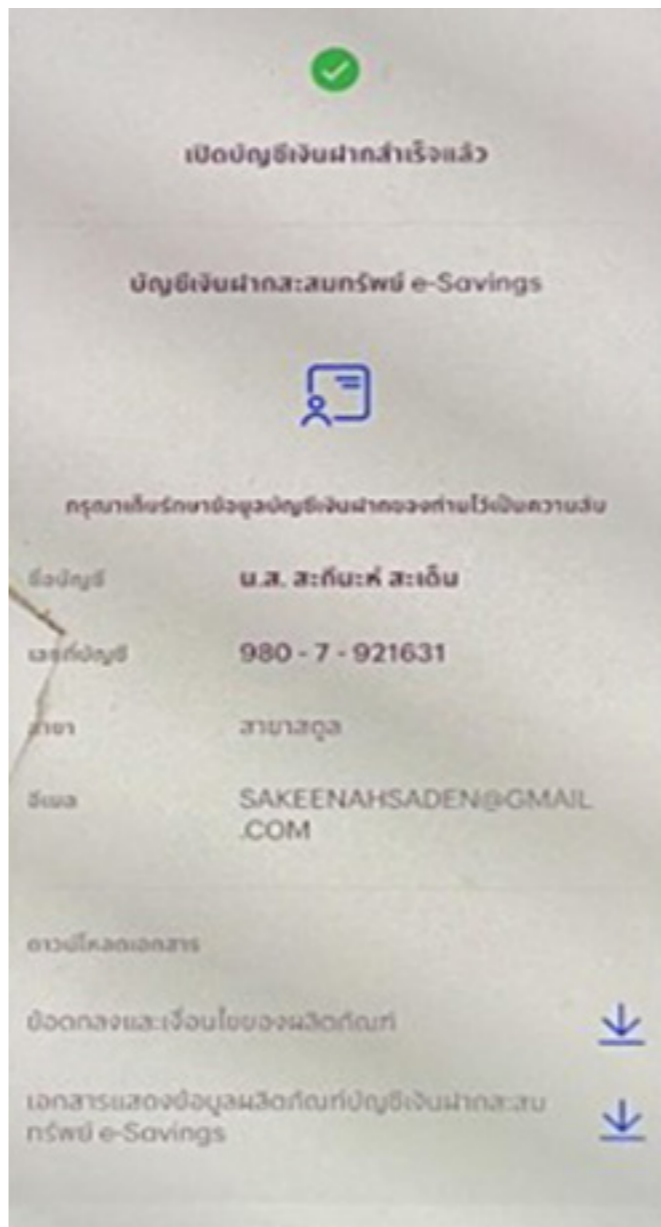 เปิดบัญชีเงินฝากสำเร็จแล้ว
บัญชีเงินฝากสะสมทรัพย์ e-Savings
กรุณาเก็บรักษาข้อมูลบัญชีเงินฝากของท่านไว้เป็นความลับ
ชื่อบัญชี น.ส. สะกีนะห์ สะเด็น
เลขที่บัญชี 980 - 7 - 921631
สาขา สาขาสตูล
อีเมล SAKEENAHSADEN@GMAIL
.COM
ดาวน์โหลดเอกสาร
ข้อตกลงและเงื่อนไขของผลิตภัณฑ์
เอกสารแสดงข้อมูลผลิตภัณฑ์บัญชีเงินฝากสะสม
ทรัพย์ e-Savings